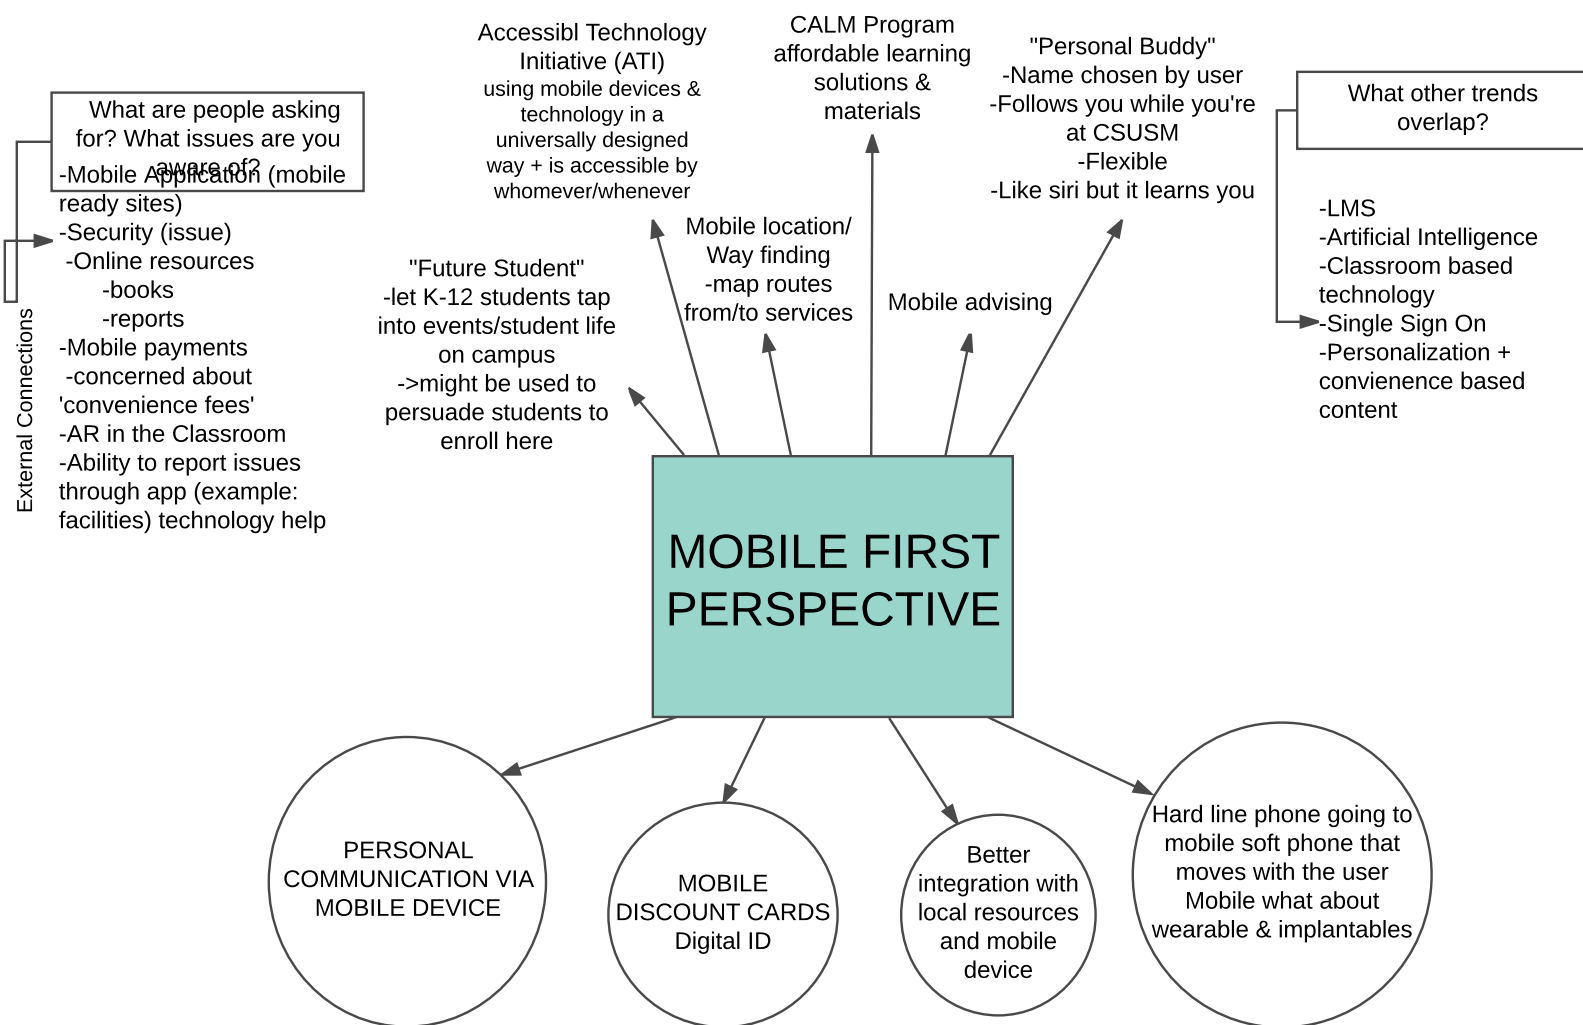 What are people asking
for? What issues are you
aware of?
-Mobile Application (mobile
ready sites)
-Security (issue)
-Online resources
-books
-reports
-Mobile payments
-concerned about
'convenience fees'
-AR in the Classroom
-Ability to report issues
through app (example:
facilities) technology help
External Connections
"Future Student"
-let K-12 students tap
into events/student life
on campus
->might be used to
persuade students to
enroll here
Accessibl Technology
Initiative (ATI)
using mobile devices &
technology in a
universally designed
way + is accessible by
whomever/whenever
Mobile location/
Way finding
-map routes
from/to services
CALM Program
affordable learning
solutions &
materials
Mobile advising
"Personal Buddy"
-Name chosen by user
-Follows you while you're
at CSUSM
-Flexible
-Like siri but it learns you
What other trends
overlap?
-LMS
-Artificial Intelligence
-Classroom based
technology
-Single Sign On
-Personalization +
convienence based
content
MOBILE FIRST
PERSPECTIVE
PERSONAL
COMMUNICATION VIA
MOBILE DEVICE
MOBILE
DISCOUNT CARDS
Digital ID
Better
integration with
local resources
and mobile
device
Hard line phone going to
mobile soft phone that
moves with the user
Mobile what about
wearable & implantables